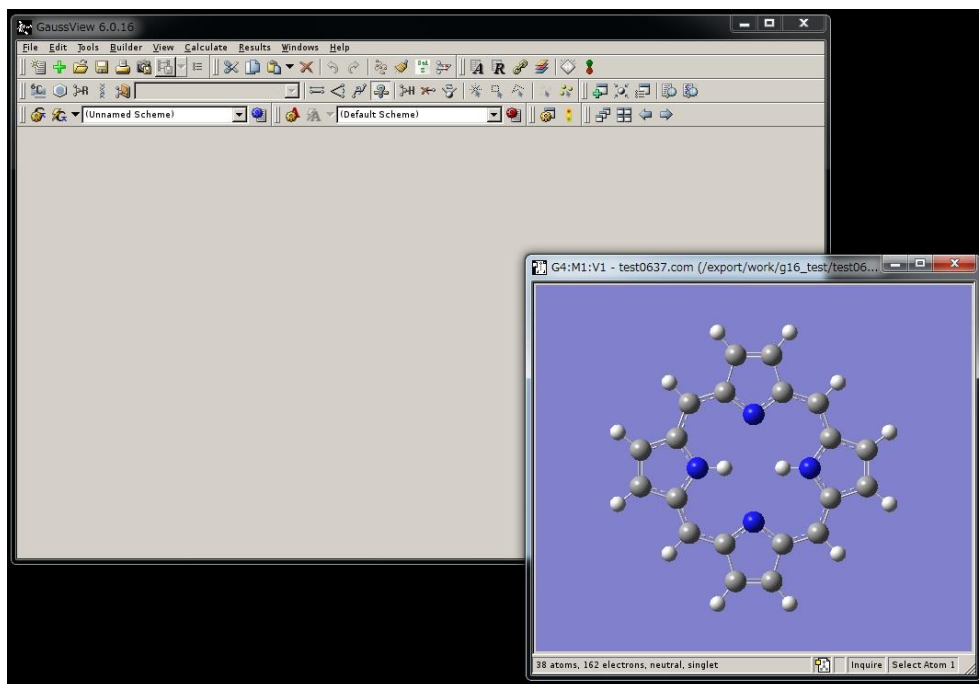 GaussView 6.0.16
File Edit Tools Builder View Calculate Results Windows Help
A R
(Unnamed Scheme) (Default Scheme)
G4:M1:V1 - test0637.com (/export/work/g16_test/test06...
38 atoms, 162 electrons, neutral, singlet Inquire Select Atom 1